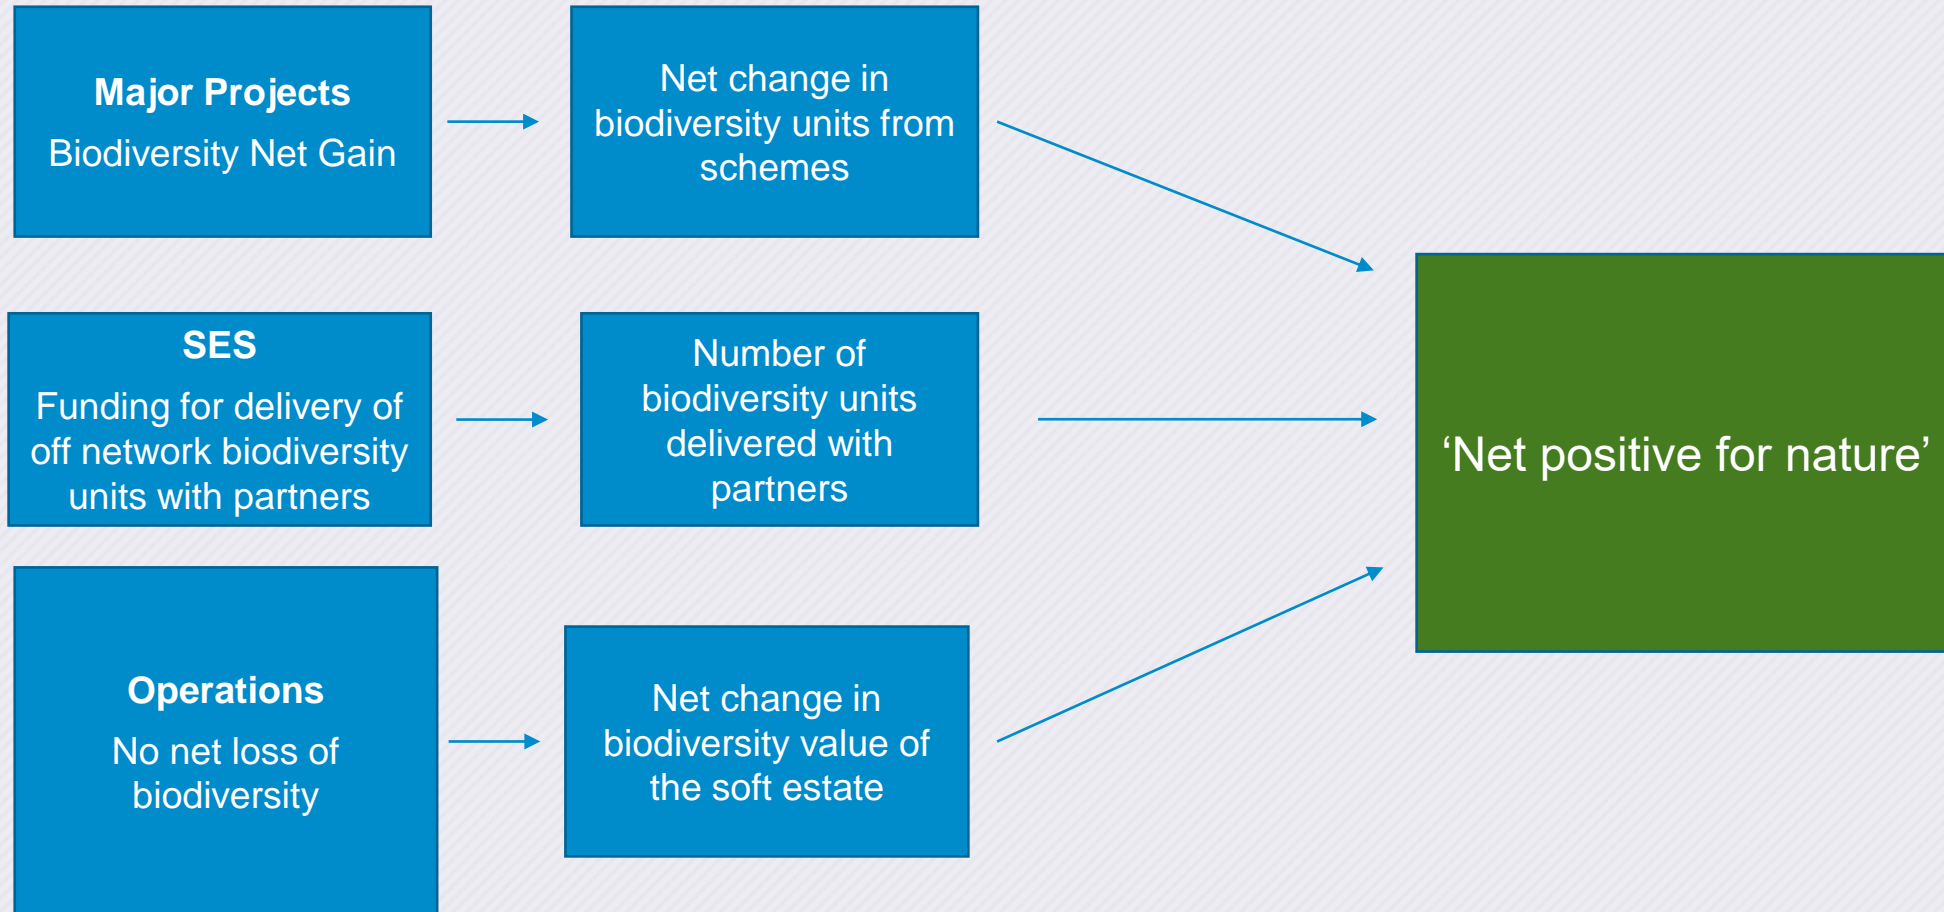 Major Projects
Biodiversity Net Gain
Net change in
biodiversity units from
schemes
SES
Funding for delivery of
off network biodiversity
units with partners
Number of
biodiversity units
delivered with
partners
Operations
No net loss of
biodiversity
Net change in
biodiversity value of
the soft estate
‘Net positive for nature’